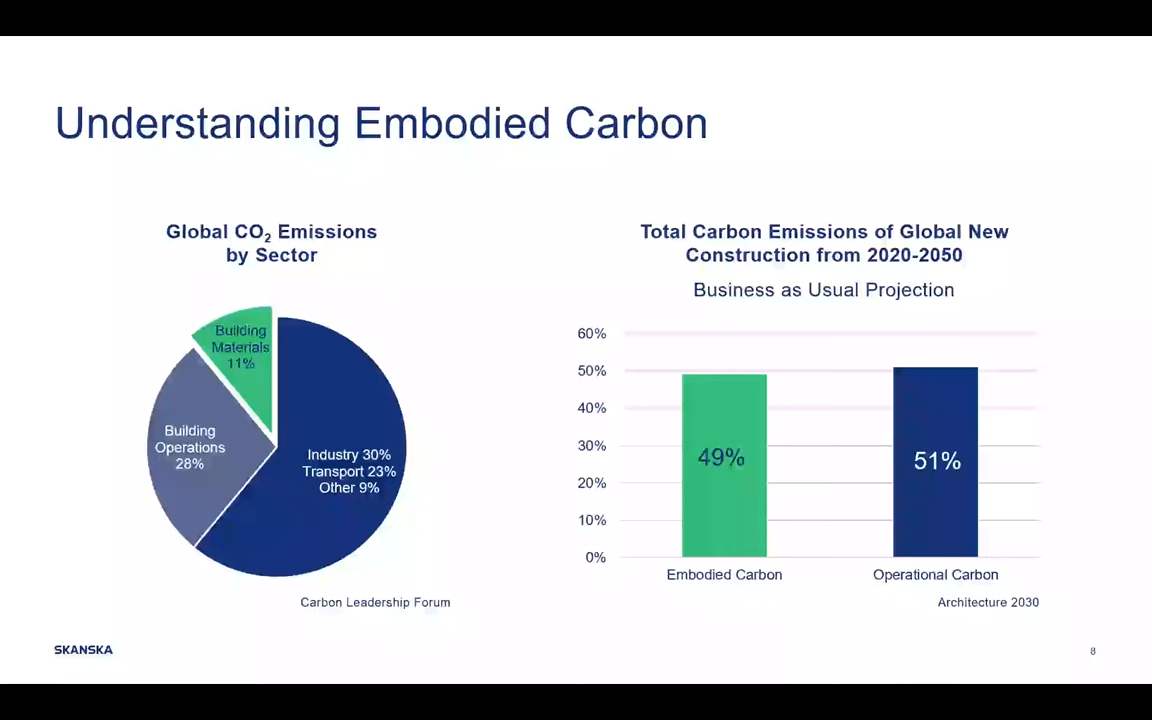 Understanding Embodied Carbon
Global CO₂ Emissions
by Sector
Building
Materials
11%
Building
Operations
28%
Industry 30%
Transport 23%
Other 9%
Carbon Leadership Forum
Total Carbon Emissions of Global New
Construction from 2020-2050
Business as Usual Projection
60%
50%
40%
30%
20%
10%
0%
49%
51%
Embodied Carbon
Operational Carbon
Architecture 2030
SKANSKA
8